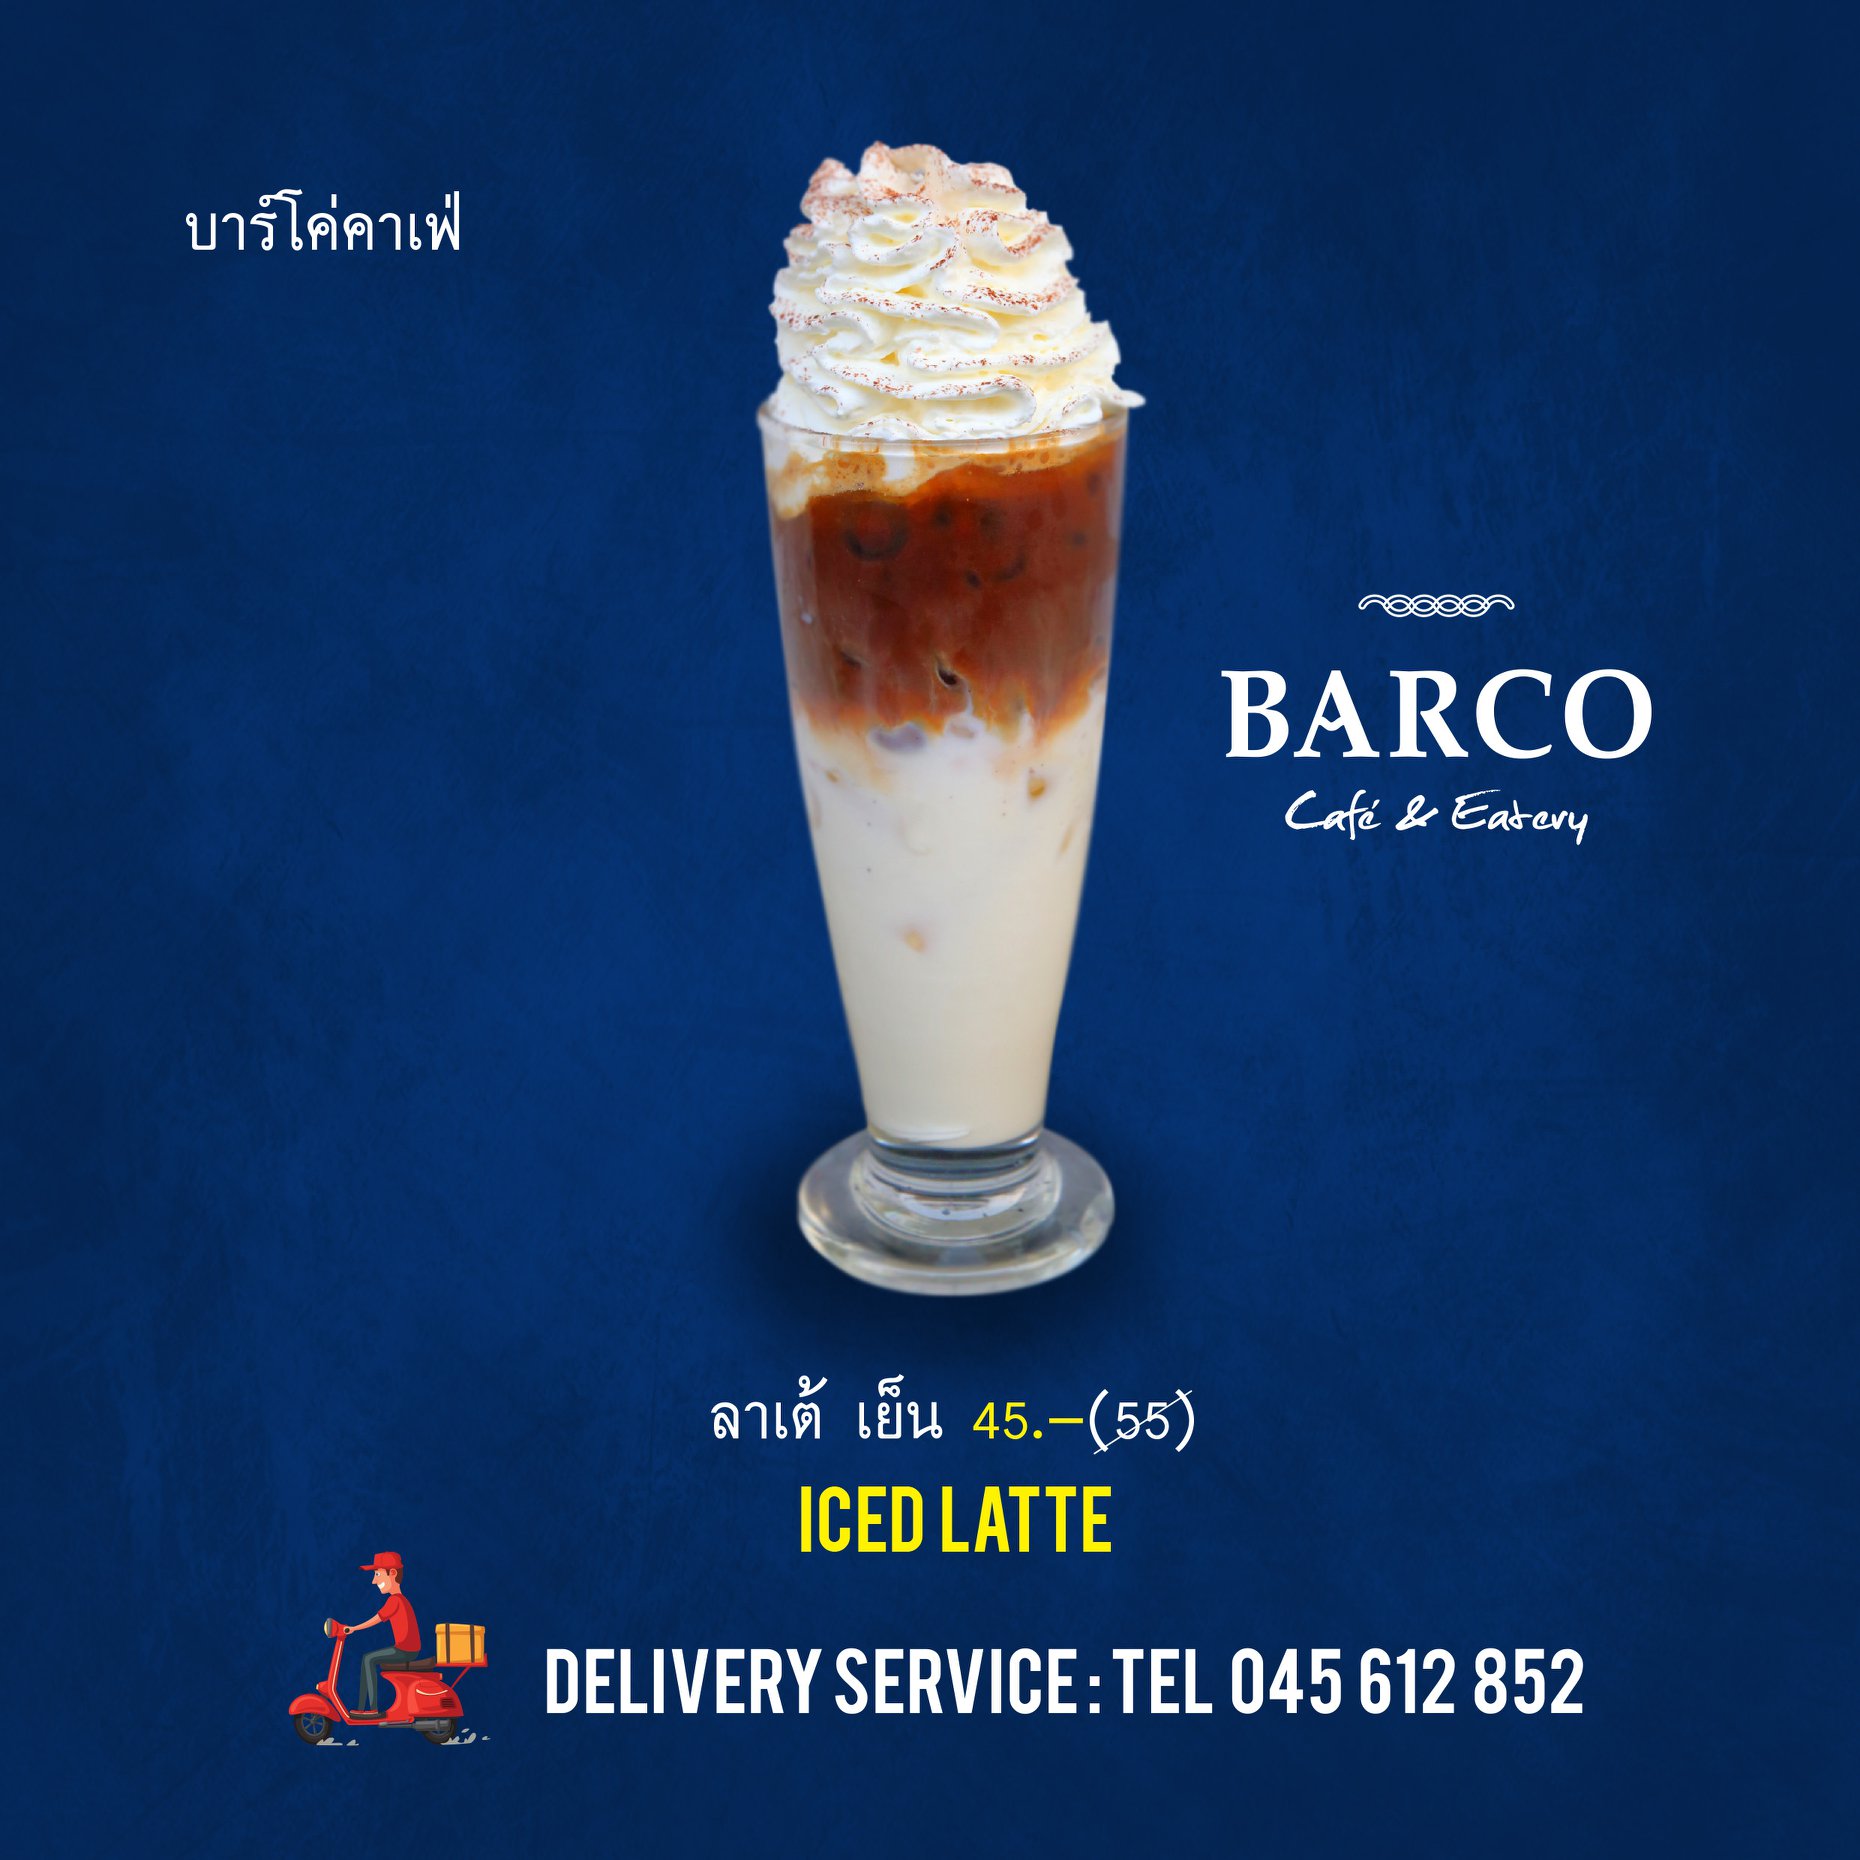 บาร์โค่คาเฟ่
BARCO
Café & Eatery
ลาเต้ เย็น 45.-(55)
ICED LATTE
DELIVERY SERVICE : TEL 045 612 852